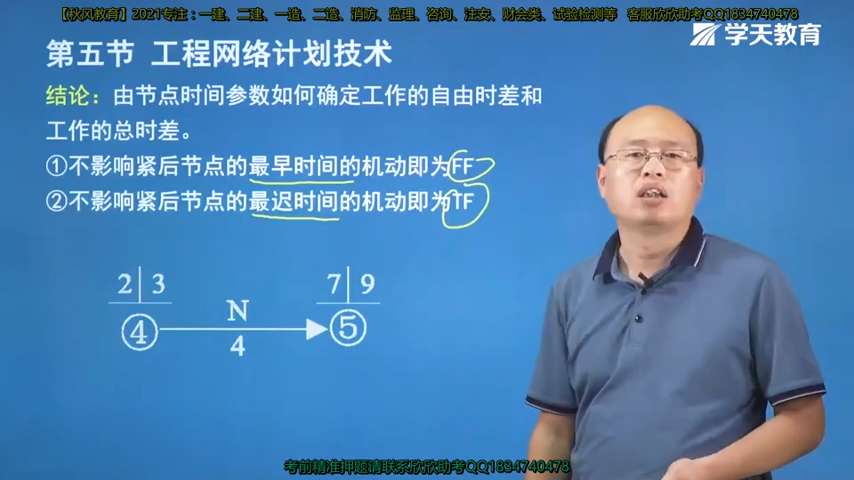 【秋风教育】2021专注：一建、二建、一造、二造、消防、监理、咨询、注安、财会类、试验检测等 客服欣欣助考QQ1834740478
学天教育
第五节 工程网络计划技术
结论：由节点时间参数如何确定工作的自由时差和
工作的总时差。
①不影响紧后节点的最早时间的机动即为FF
②不影响紧后节点的最迟时间的机动即为TF
2 3
7 9
N
④
⑤
4
考前精准押题请联系欣欣助考QQ1834740478